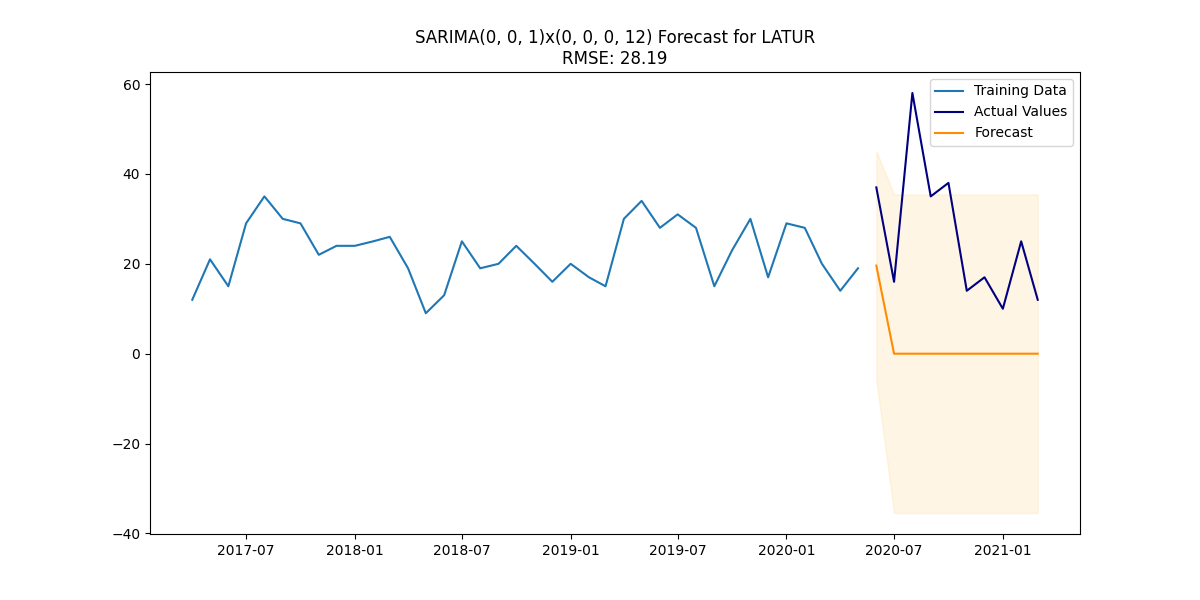 SARIMA(0, 0, 1)x(0, 0, 0, 12) Forecast for LATUR
RMSE: 28.19
Training Data
Actual Values
Forecast
60
40
20
0
−20
−40
2017-07
2018-01
2018-07
2019-01
2019-07
2020-01
2020-07
2021-01